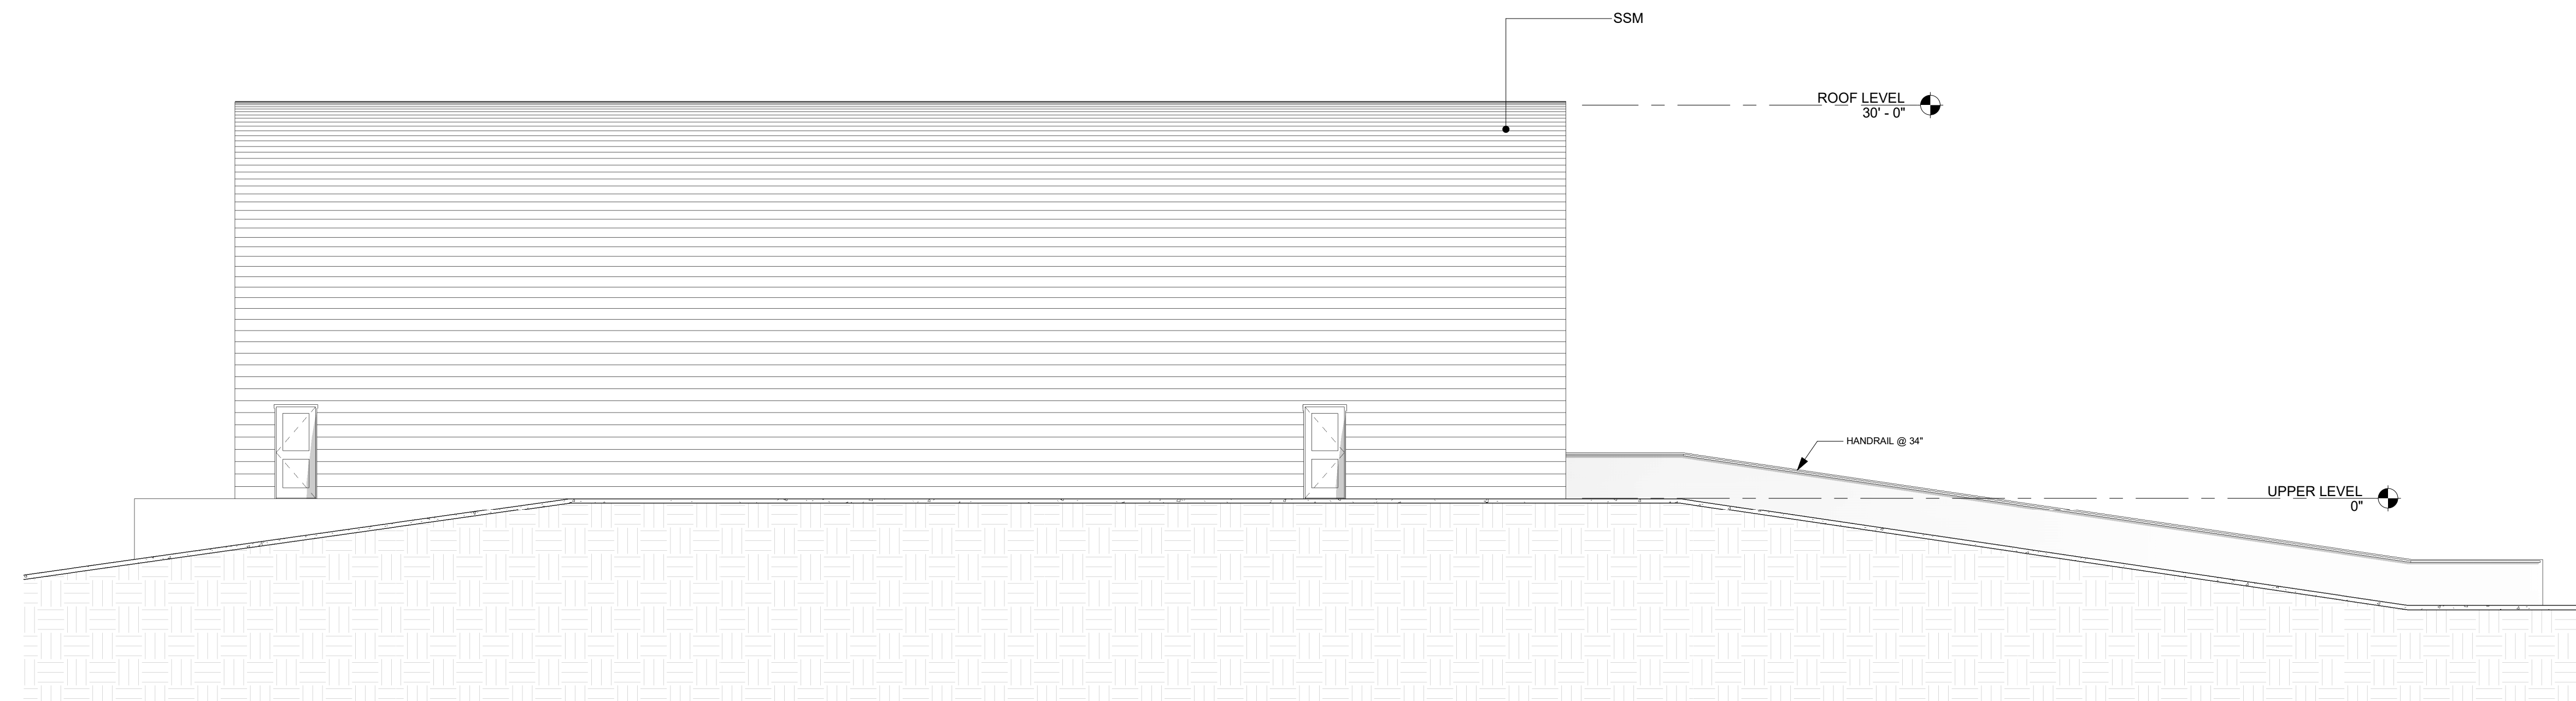 SSM
ROOF LEVEL
30' - 0"
HANDRAIL @ 34"
UPPER LEVEL
0"